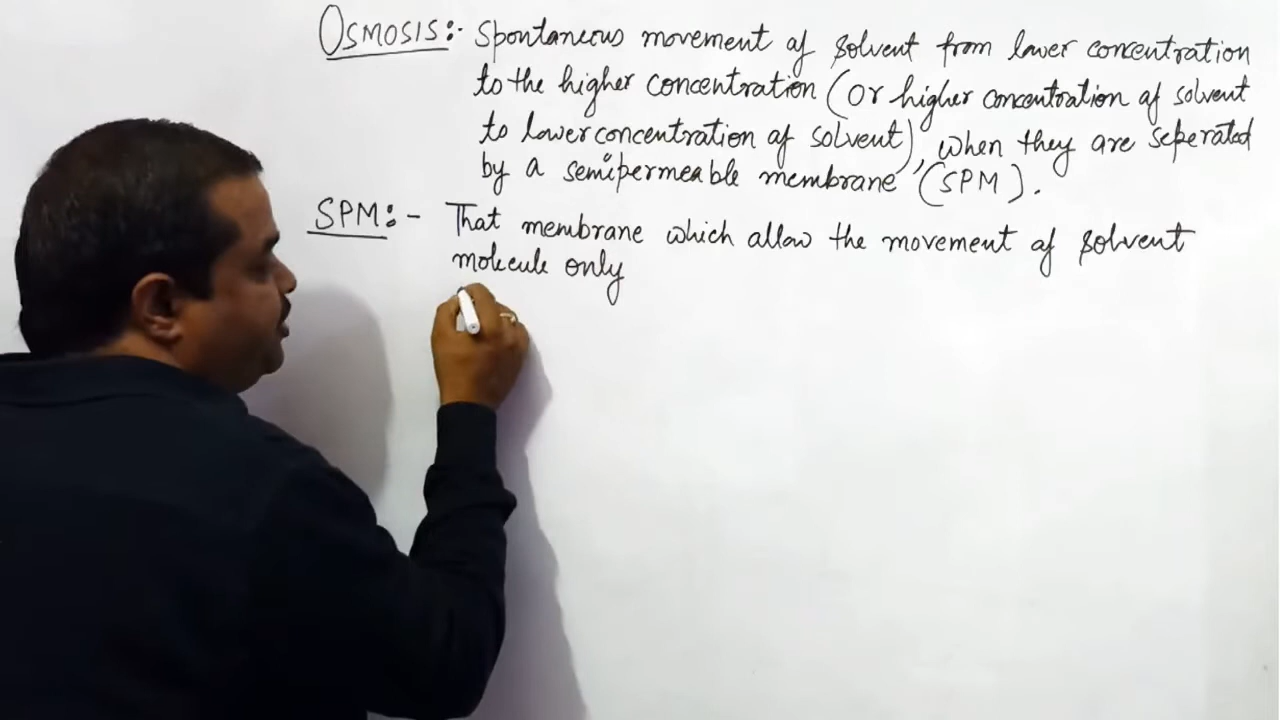 OSMOSIS:- Spontaneous movement of solvent from lower concentration
to the higher concentration (Or higher concentration of solvent
to lower concentration of solvent), when they are seperated
by a semipermeable membrane (SPM).
SPM:- That membrane which allow the movement of solvent
molecule only